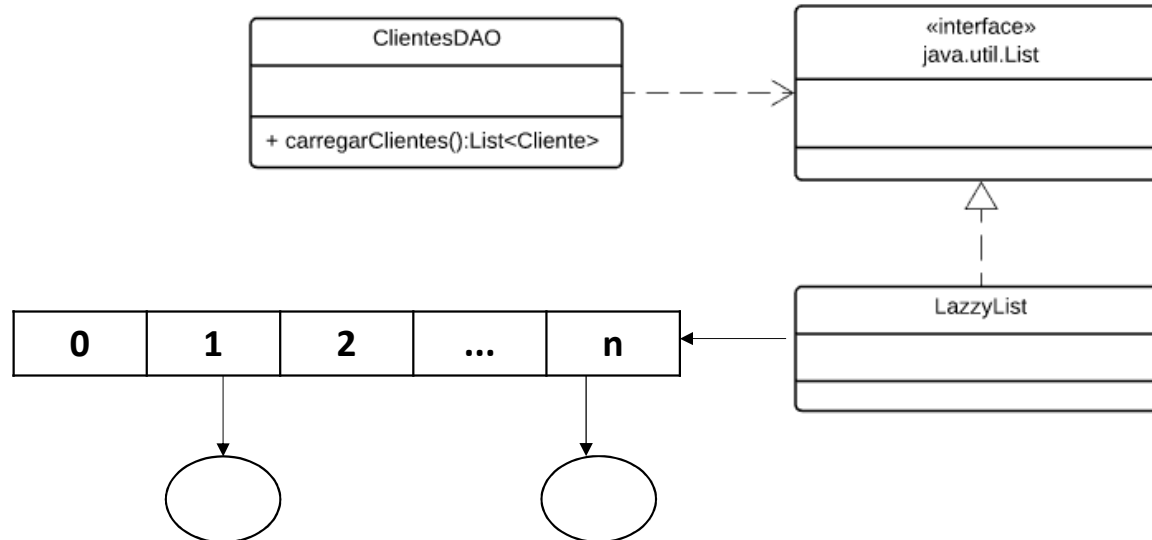 ClientesDAO
+ carregarClientes():List<Cliente>
«interface»
java.util.List
LazzyList
0 1 2 ... n